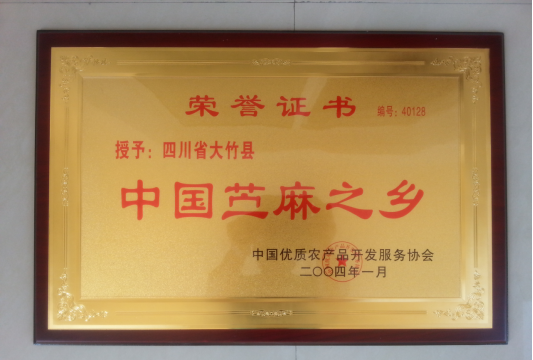 荣誉证书
编号:40128
授予:四川省大竹县
中国苎麻之乡
中国优质农产品开发服务协会
二〇〇四年一月